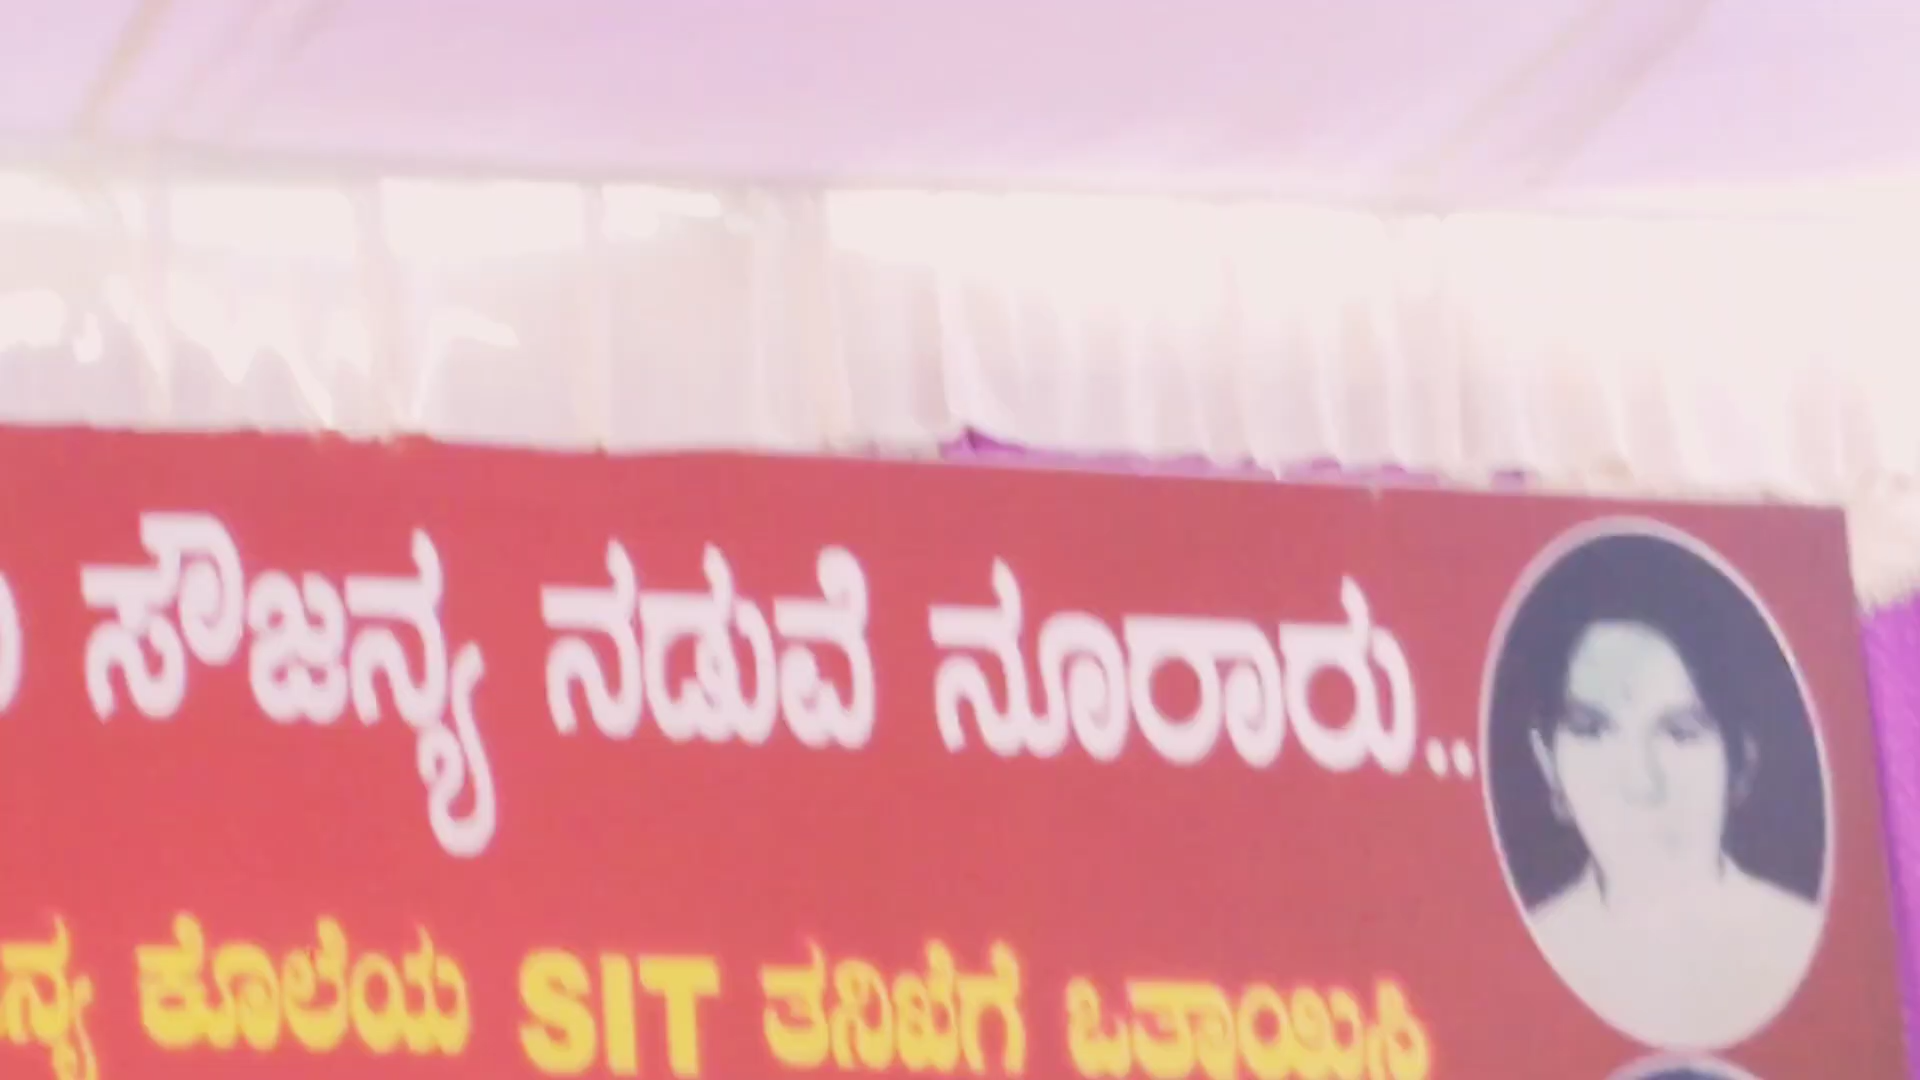 ಸೌಜನ್ಯ ನಡುವೆ ನೂರಾರು..
ಕೊಲೆಯ SIT ತನಿಖೆಗೆ ಒತ್ತಾಯಿಸಿ